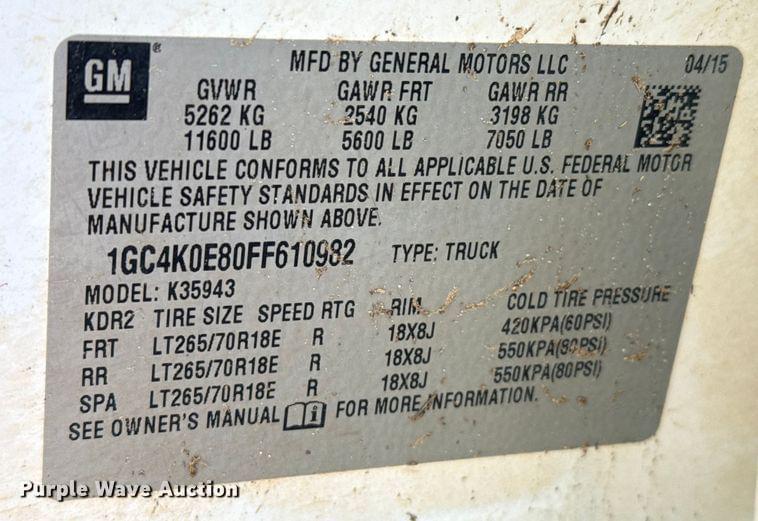 GM ®
MFD BY GENERAL MOTORS LLC 04/15
GVWR GAWR FRT GAWR RR
5262 KG 2540 KG 3198 KG
11600 LB 5600 LB 7050 LB
THIS VEHICLE CONFORMS TO ALL APPLICABLE U.S. FEDERAL MOTOR
VEHICLE SAFETY STANDARDS IN EFFECT ON THE DATE OF
MANUFACTURE SHOWN ABOVE.
1GC4K0E80FF610982 TYPE: TRUCK
MODEL: K35943
KDR2 TIRE SIZE SPEED RTG RIM COLD TIRE PRESSURE
FRT LT265/70R18E R 18X8J 420KPA(60PSI)
RR LT265/70R18E R 18X8J 550KPA(80PSI)
SPA LT265/70R18E R 18X8J 550KPA(80PSI)
SEE OWNER'S MANUAL i FOR MORE INFORMATION.
Purple Wave Auction